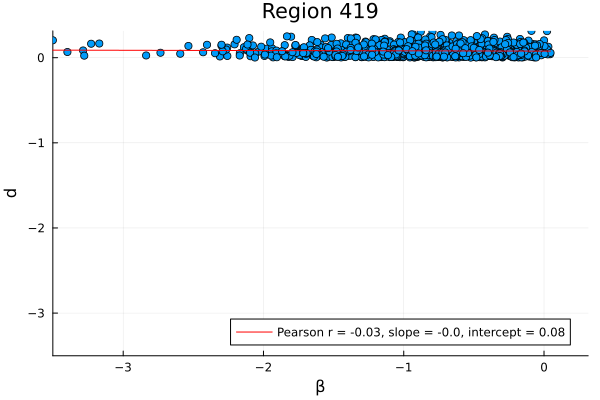 Region 419
d
0
−1
−2
−3
Pearson r = -0.03, slope = -0.0, intercept = 0.08
−3 −2 −1 0
β